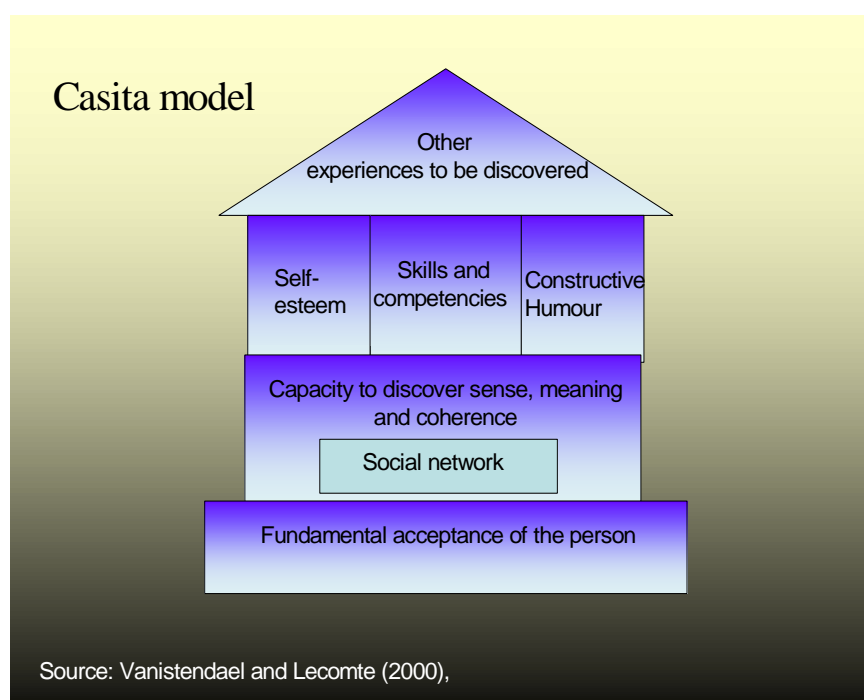 Casita model
Other
experiences to be discovered
Self-
esteem
Skills and
competencies
Constructive
Humour
Capacity to discover sense, meaning
and coherence
Social network
Fundamental acceptance of the person
Source: Vanistendael and Lecomte (2000),